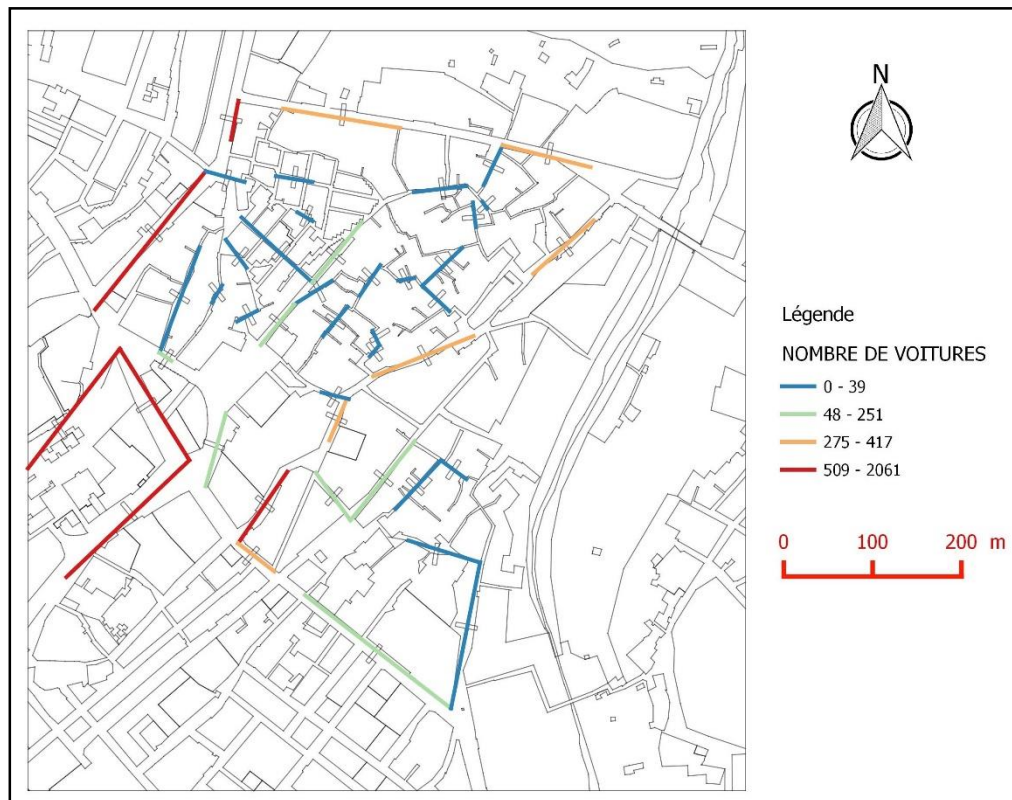 N
Légende
NOMBRE DE VOITURES
0 - 39
48 - 251
275 - 417
509 - 2061
0 100 200 m